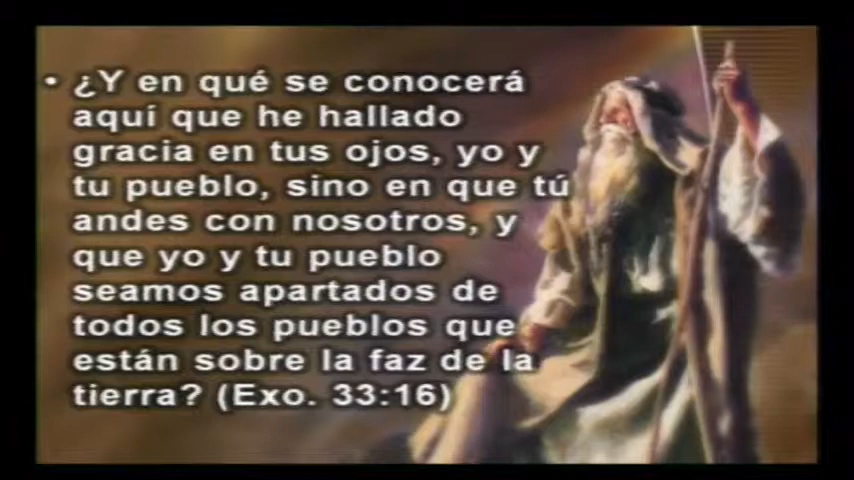 • ¿Y en qué se conocerá
aquí que he hallado
gracia en tus ojos, yo y
tu pueblo, sino en que tú
andes con nosotros, y
que yo y tu pueblo
seamos apartados de
todos los pueblos que
están sobre la faz de la
tierra? (Exo. 33:16)